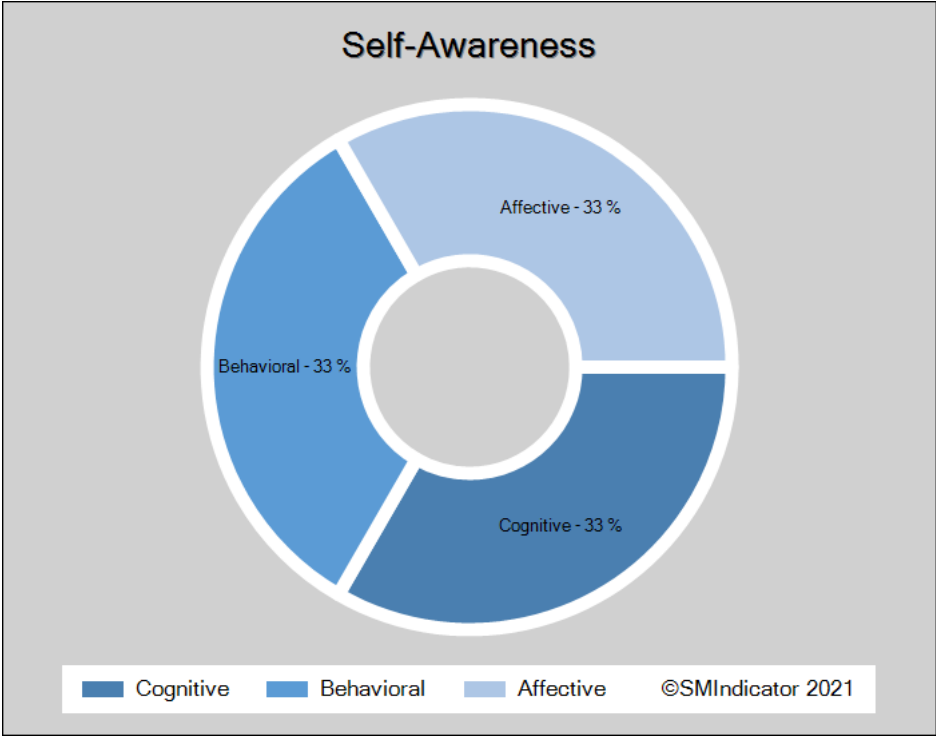 Self-Awareness
Affective - 33 %
Behavioral - 33 %
Cognitive - 33 %
Cognitive Behavioral Affective ©SMIndicator 2021